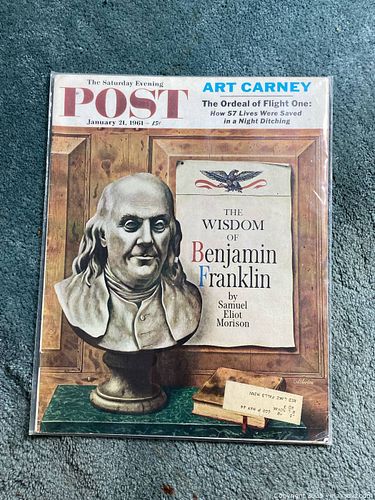 The Saturday Evening
POST
January 21, 1961 – 15¢
ART CARNEY
The Ordeal of Flight One:
How 57 Lives Were Saved
in a Night Ditching
THE
WISDOM
OF
Benjamin
Franklin
by
Samuel
Eliot
Morison